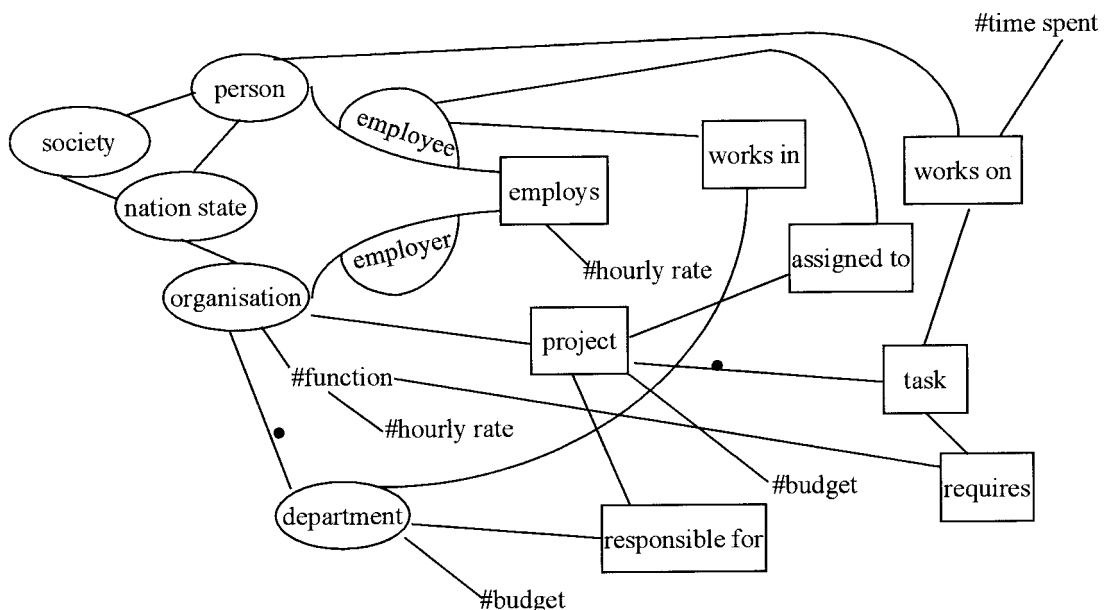 #time spent
person
employee
society
works in
works on
employs
nation state
employer
assigned to
#hourly rate
organisation
project
#function
task
#hourly rate
#budget
requires
department
responsible for
#budget